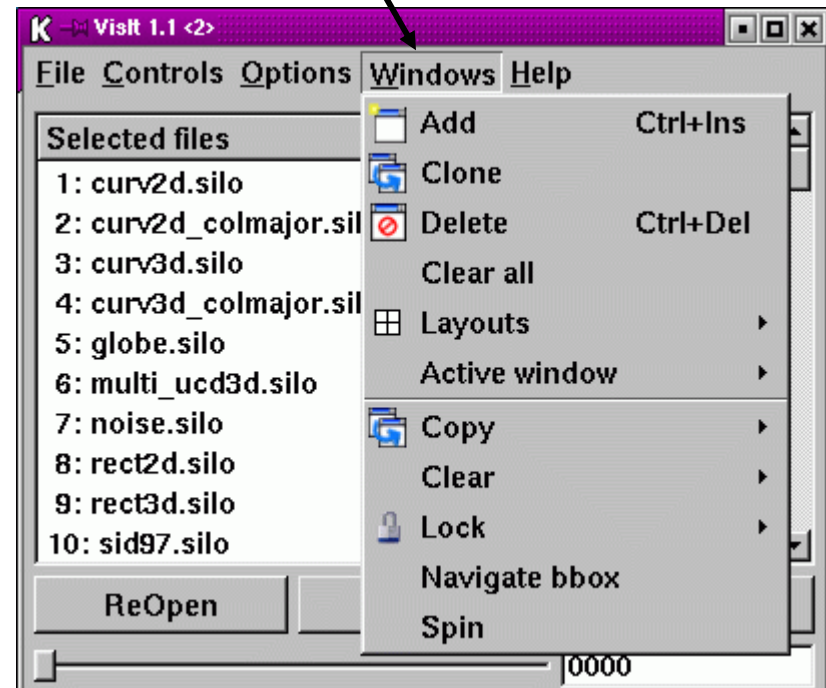 VisIt 1.1 <2>
File Controls Options Windows Help
Selected files
1: curv2d.silo
2: curv2d_colmajor.sil
3: curv3d.silo
4: curv3d_colmajor.sil
5: globe.silo
6: multi_ucd3d.silo
7: noise.silo
8: rect2d.silo
9: rect3d.silo
10: sid97.silo
Add Ctrl+Ins
Clone
Delete Ctrl+Del
Clear all
Layouts
Active window
Copy
Clear
Lock
Navigate bbox
Spin
ReOpen
0000